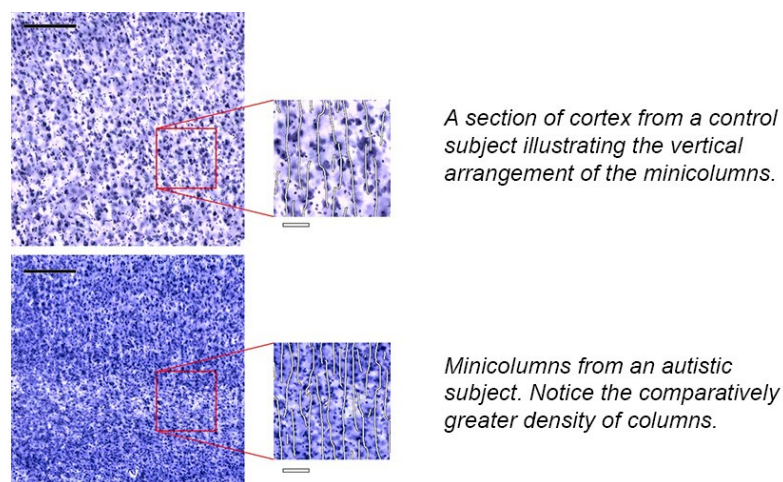 A section of cortex from a control
subject illustrating the vertical
arrangement of the minicolumns.
Minicolumns from an autistic
subject. Notice the comparatively
greater density of columns.